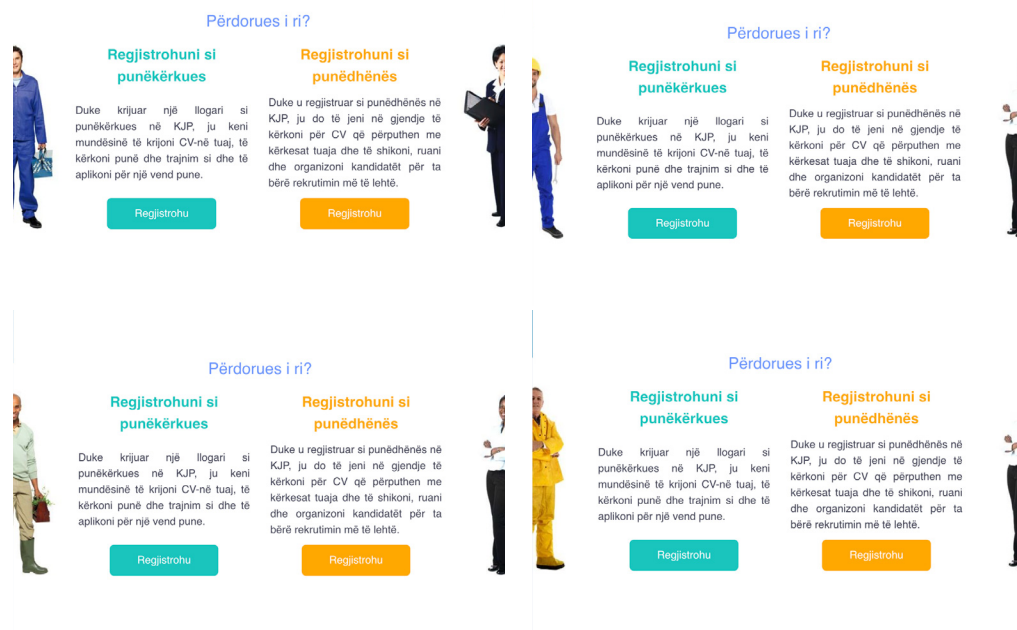 Përdorues i ri?
Regjistrohuni si
punëkërkues
Duke krijuar një llogari si
punëkërkues në KJP, ju keni
mundësinë të krijoni CV-në tuaj, të
kërkoni punë dhe trajnim si dhe të
aplikoni për një vend pune.
Regjistrohu
Regjistrohuni si
punëdhënës
Duke u regjistruar si punëdhënës në
KJP, ju do të jeni në gjendje të
kërkoni për CV që përputhen me
kërkesat tuaja dhe të shikoni, ruani
dhe organizoni kandidatët për ta
bërë rekrutimin më të lehtë.
Regjistrohu
Përdorues i ri?
Regjistrohuni si
punëkërkues
Duke krijuar një llogari si
punëkërkues në KJP, ju keni
mundësinë të krijoni CV-në tuaj, të
kërkoni punë dhe trajnim si dhe të
aplikoni për një vend pune.
Regjistrohu
Regjistrohuni si
punëdhënës
Duke u regjistruar si punëdhënës në
KJP, ju do të jeni në gjendje të
kërkoni për CV që përputhen me
kërkesat tuaja dhe të shikoni, ruani
dhe organizoni kandidatët për ta
bërë rekrutimin më të lehtë.
Regjistrohu
Përdorues i ri?
Regjistrohuni si
punëkërkues
Duke krijuar një llogari si
punëkërkues në KJP, ju keni
mundësinë të krijoni CV-në tuaj, të
kërkoni punë dhe trajnim si dhe të
aplikoni për një vend pune.
Regjistrohu
Regjistrohuni si
punëdhënës
Duke u regjistruar si punëdhënës në
KJP, ju do të jeni në gjendje të
kërkoni për CV që përputhen me
kërkesat tuaja dhe të shikoni, ruani
dhe organizoni kandidatët për ta
bërë rekrutimin më të lehtë.
Regjistrohu
Përdorues i ri?
Regjistrohuni si
punëkërkues
Duke krijuar një llogari si
punëkërkues në KJP, ju keni
mundësinë të krijoni CV-në tuaj, të
kërkoni punë dhe trajnim si dhe të
aplikoni për një vend pune.
Regjistrohu
Regjistrohuni si
punëdhënës
Duke u regjistruar si punëdhënës në
KJP, ju do të jeni në gjendje të
kërkoni për CV që përputhen me
kërkesat tuaja dhe të shikoni, ruani
dhe organizoni kandidatët për ta
bërë rekrutimin më të lehtë.
Regjistrohu